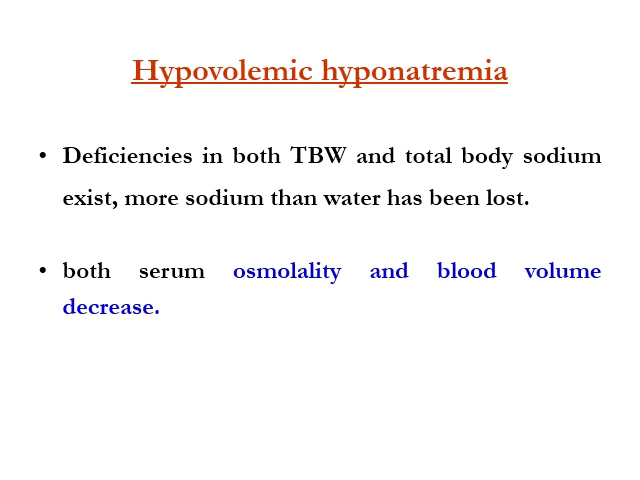 Hypovolemic hyponatremia
• Deficiencies in both TBW and total body sodium
exist, more sodium than water has been lost.
• both serum osmolality and blood volume
decrease.